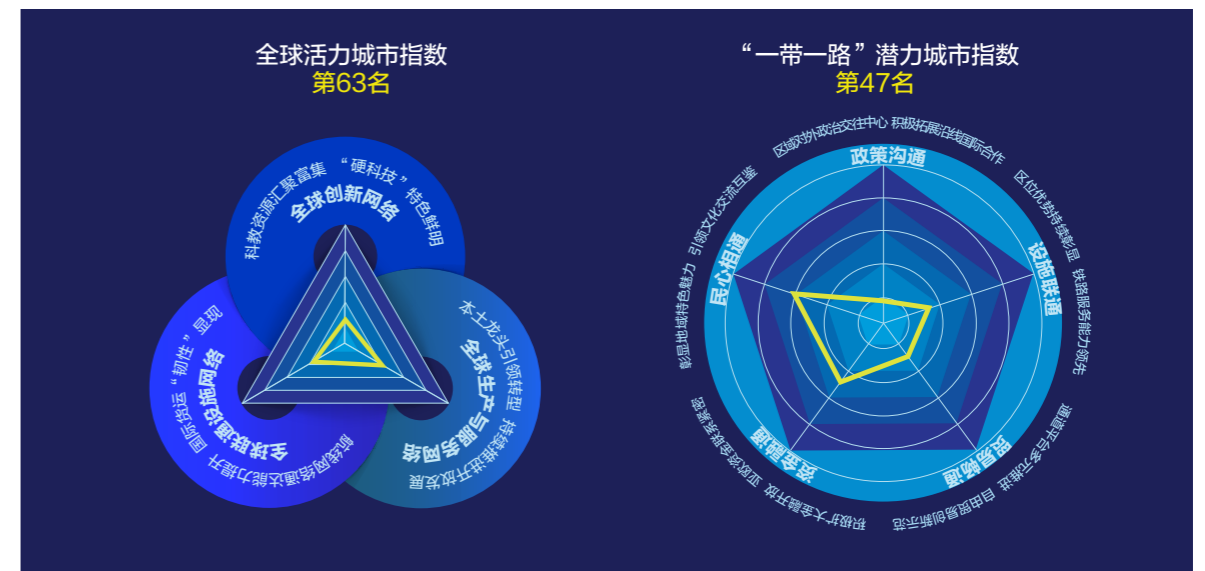 全球活力城市指数
第63名
科教资源汇聚富集 “硬科技”特色鲜明
全球创新网络
本土龙头引领转型 持续推进开放发展
全球生产与服务网络
国际货运“韧性”显现
航线网络通达能力提升
全球联通设施网络
“一带一路”潜力城市指数
第47名
区域对外政治交往中心 积极拓展沿线国际合作
政策沟通
区位优势持续彰显 铁路服务能力领先
设施联通
通道平台多元推进 自由贸易创新示范
贸易畅通
积极扩大金融开放 亚欧资金联系紧密
资金融通
彰显地域特色魅力 引领文化交流互鉴
民心相通